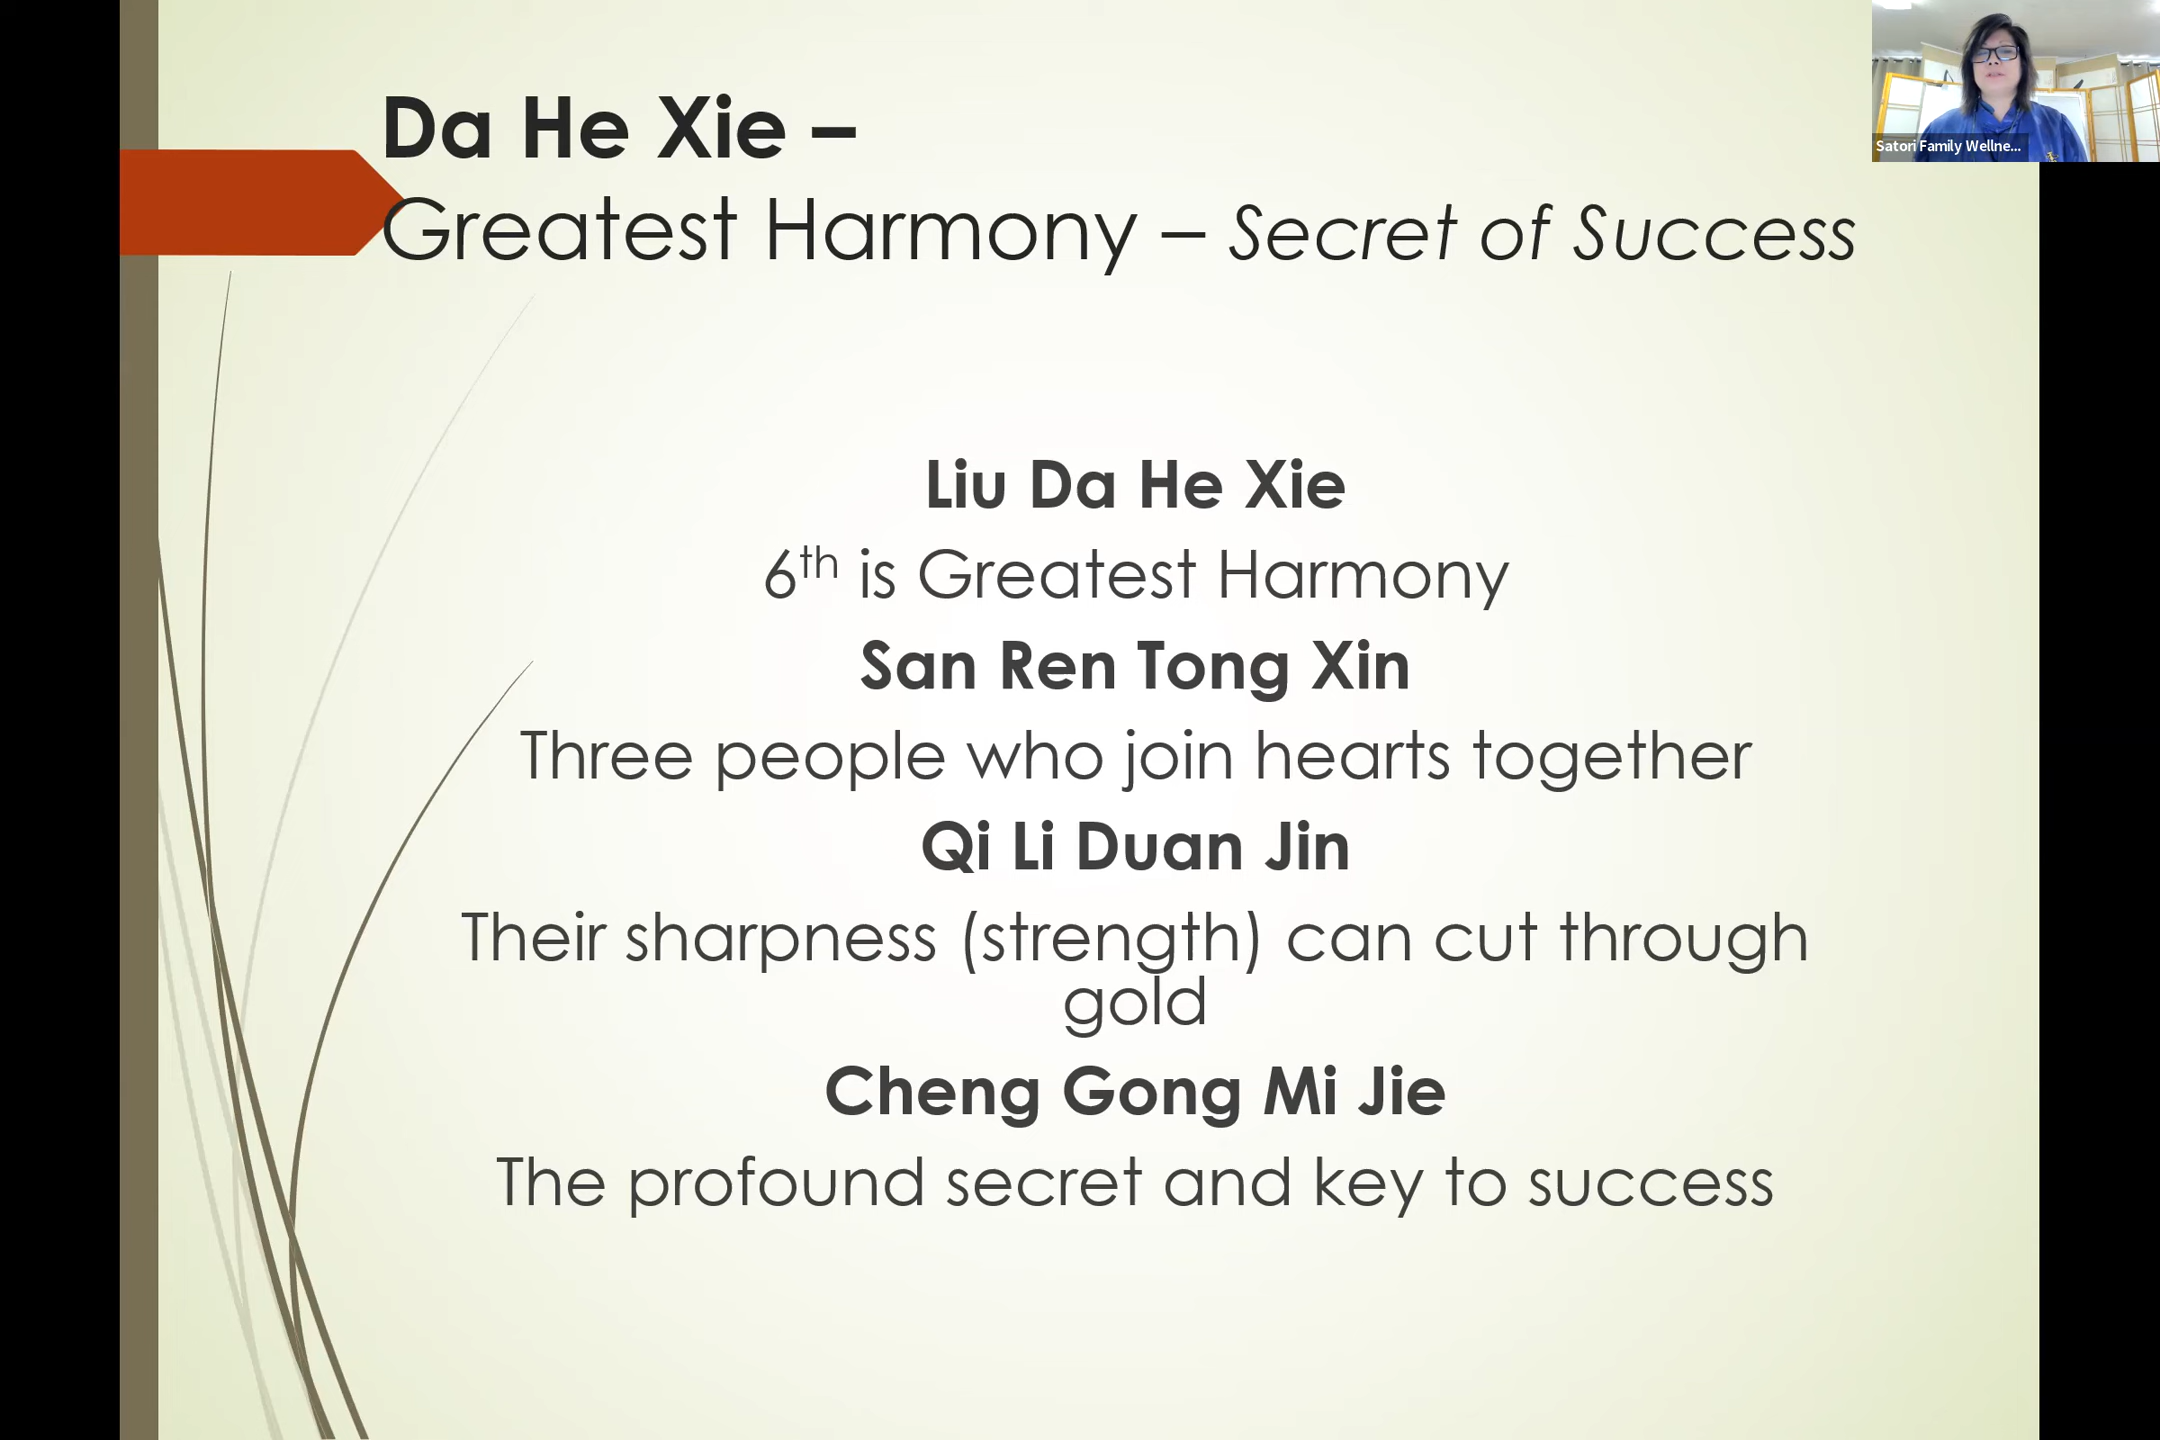 Da He Xie –
Greatest Harmony – Secret of Success
Satori Family Wellne...
Liu Da He Xie
6th is Greatest Harmony
San Ren Tong Xin
Three people who join hearts together
Qi Li Duan Jin
Their sharpness (strength) can cut through
gold
Cheng Gong Mi Jie
The profound secret and key to success